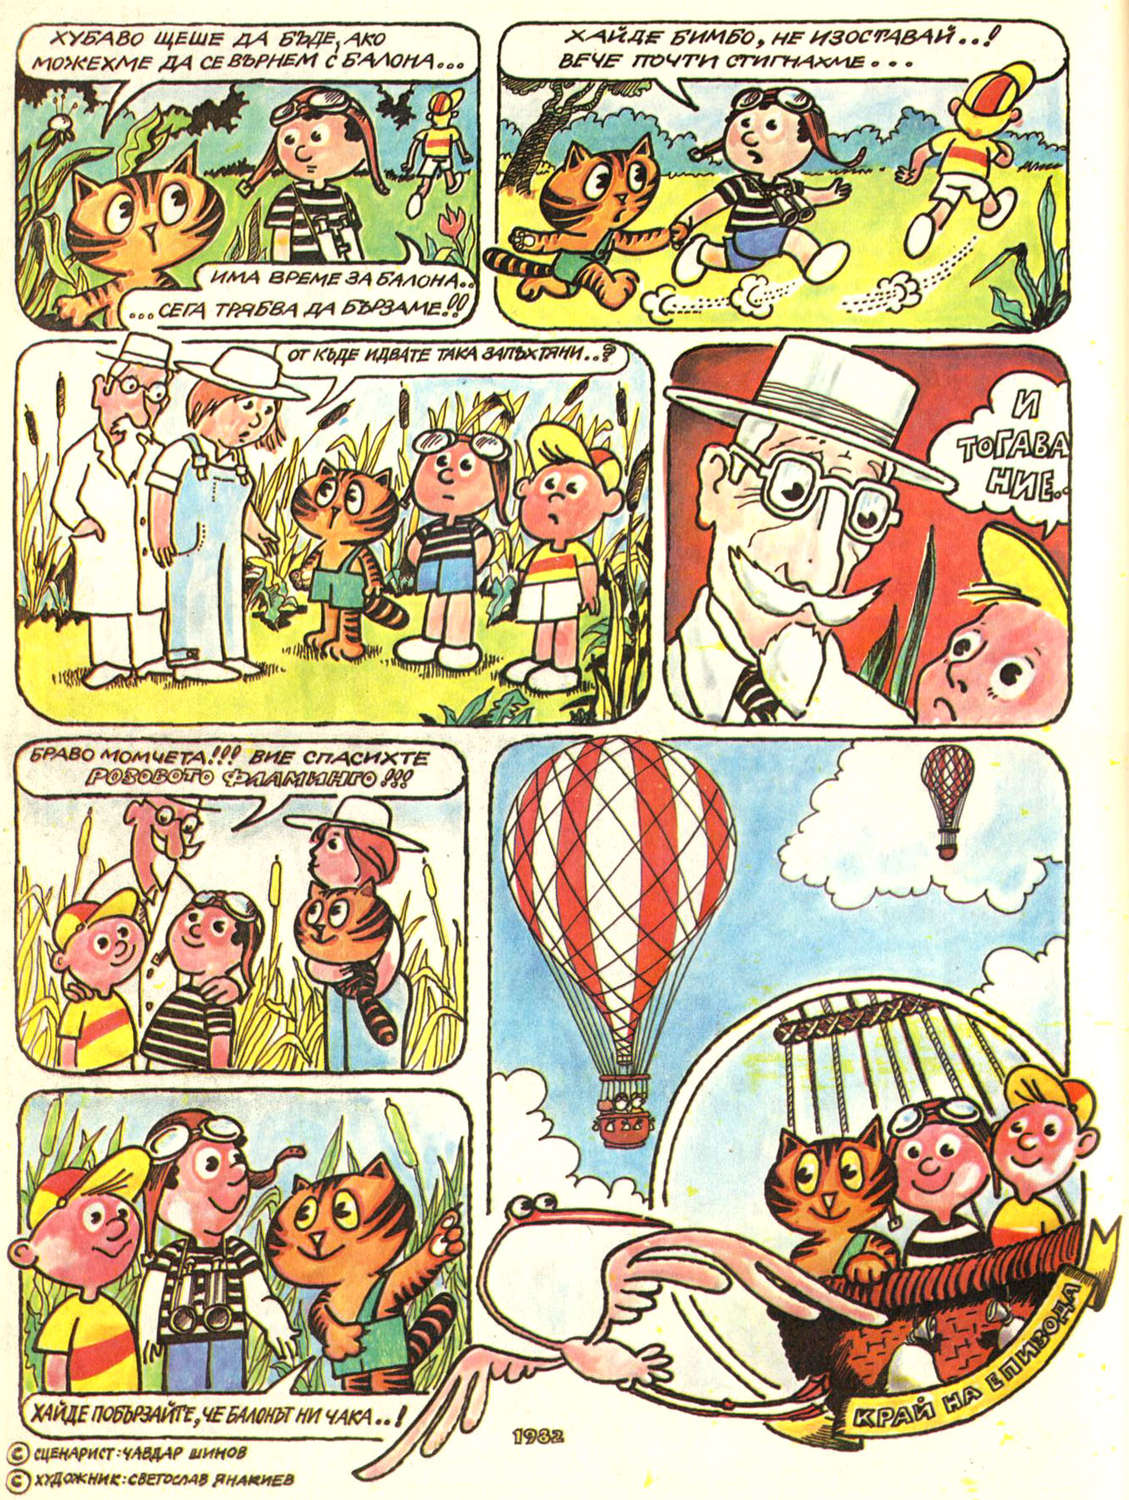 ХУБАВО ЩЕШЕ ДА БЪДЕ, АКО
МОЖЕХМЕ ДА СЕ ВЪРНЕМ С БАЛОНА...
ИМА ВРЕМЕ ЗА БАЛОНА..
...СЕГА ТРЯБВА ДА БЪРЗАМЕ!!
ХАЙДЕ БИМБО, НЕ ИЗОСТАВАЙ..!
ВЕЧЕ ПОЧТИ СТИГНАХМЕ...
ОТ КЪДЕ ИДВАТЕ ТАКА ЗАПЪХТЯНИ..?
И
ТОГАВА
НИЕ..
БРАВО МОМЧЕТА!!! ВИЕ СПАСИХТЕ
РОЗОВОТО ФЛАМИНГО!!!
ХАЙДЕ ПОБЪРЗАЙТЕ, ЧЕ БАЛОНЪТ НИ ЧАКА..!
КРАЙ НА ЕПИЗОДА
1982
© СЦЕНАРИСТ: ЧАВДАР ШИНОВ
© ХУДОЖНИК: СВЕТОСЛАВ ЯНАКИЕВ